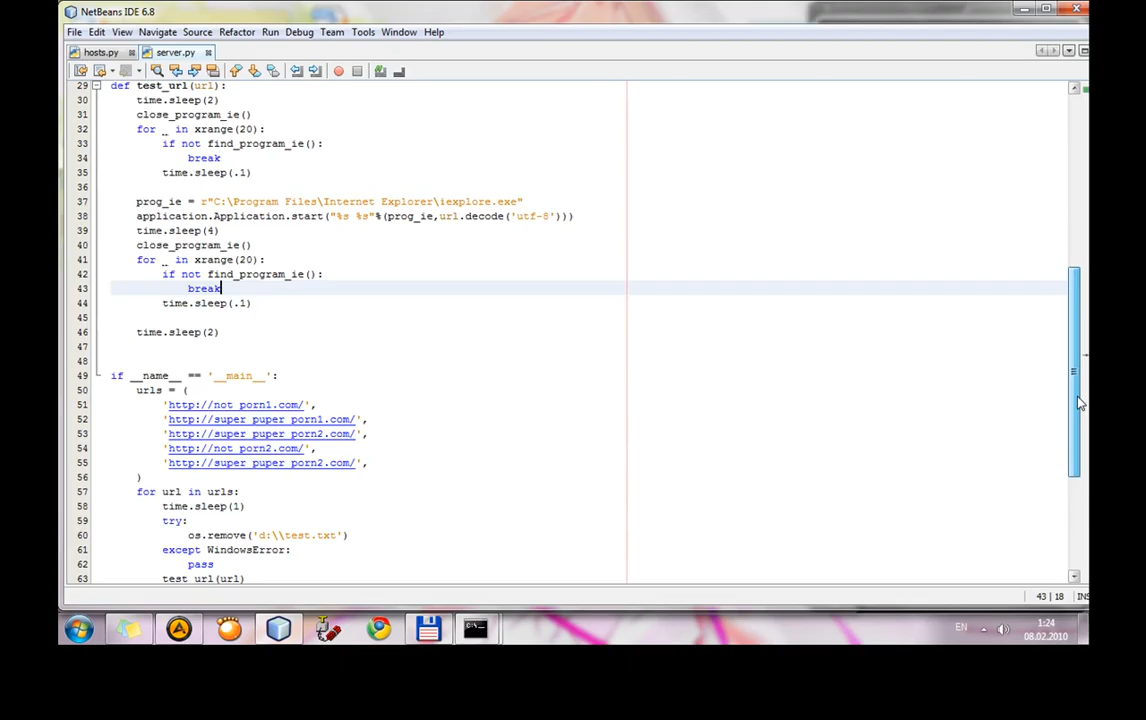 NetBeans IDE 6.8
File Edit View Navigate Source Refactor Run Debug Team Tools Window Help
hosts.py server.py
29 def test_url(url):
30 time.sleep(2)
31 close_program_ie()
32 for _ in xrange(20):
33 if not find_program_ie():
34 break
35 time.sleep(.1)
36
37 prog_ie = r"C:\Program Files\Internet Explorer\iexplore.exe"
38 application.Application.start("%s %s"%(prog_ie,url.decode('utf-8')))
39 time.sleep(4)
40 close_program_ie()
41 for _ in xrange(20):
42 if not find_program_ie():
43 break
44 time.sleep(.1)
45
46 time.sleep(2)
47
48
49 if __name__ == '__main__':
50 urls = (
51 'http://not_porn1.com/',
52 'http://super_puper_porn1.com/',
53 'http://super_puper_porn2.com/',
54 'http://not_porn2.com/',
55 'http://super_puper_porn2.com/',
56 )
57 for url in urls:
58 time.sleep(1)
59 try:
60 os.remove('d:\\test.txt')
61 except WindowsError:
62 pass
63 test_url(url)
43 | 18 INS
EN 1:24
08.02.2010